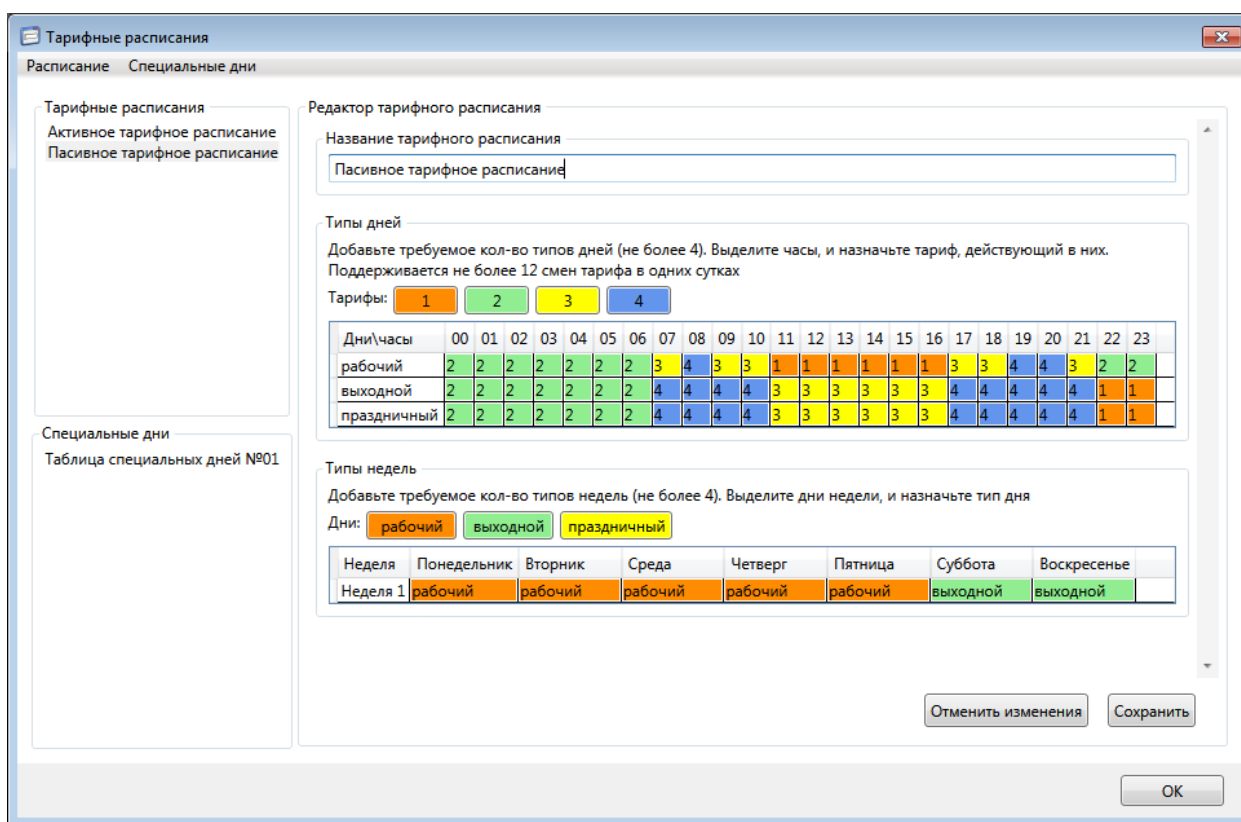 Тарифные расписания
Расписание Специальные дни
Тарифные расписания
Активное тарифное расписание
Пасивное тарифное расписание
Специальные дни
Таблица специальных дней №01
Редактор тарифного расписания
Название тарифного расписания
Пасивное тарифное расписание
Типы дней
Добавьте требуемое кол-во типов дней (не более 4). Выделите часы, и назначьте тариф, действующий в них.
Поддерживается не более 12 смен тарифа в одних сутках
Тарифы: 1 2 3 4
Дни\часы 00 01 02 03 04 05 06 07 08 09 10 11 12 13 14 15 16 17 18 19 20 21 22 23
рабочий 2 2 2 2 2 2 2 3 4 3 3 1 1 1 1 1 1 3 3 4 4 3 2 2
выходной 2 2 2 2 2 2 2 4 4 4 4 3 3 3 3 3 3 4 4 4 4 4 1 1
праздничный 2 2 2 2 2 2 2 4 4 4 4 3 3 3 3 3 3 4 4 4 4 4 1 1
Типы недель
Добавьте требуемое кол-во типов недель (не более 4). Выделите дни недели, и назначьте тип дня
Дни: рабочий выходной праздничный
Неделя Понедельник Вторник Среда Четверг Пятница Суббота Воскресенье
Неделя 1 рабочий рабочий рабочий рабочий рабочий выходной выходной
Отменить изменения Сохранить
OK